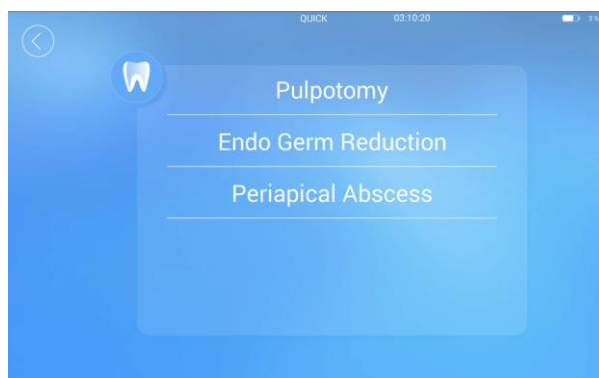 QUICK 03:10:20
Pulpotomy
Endo Germ Reduction
Periapical Abscess